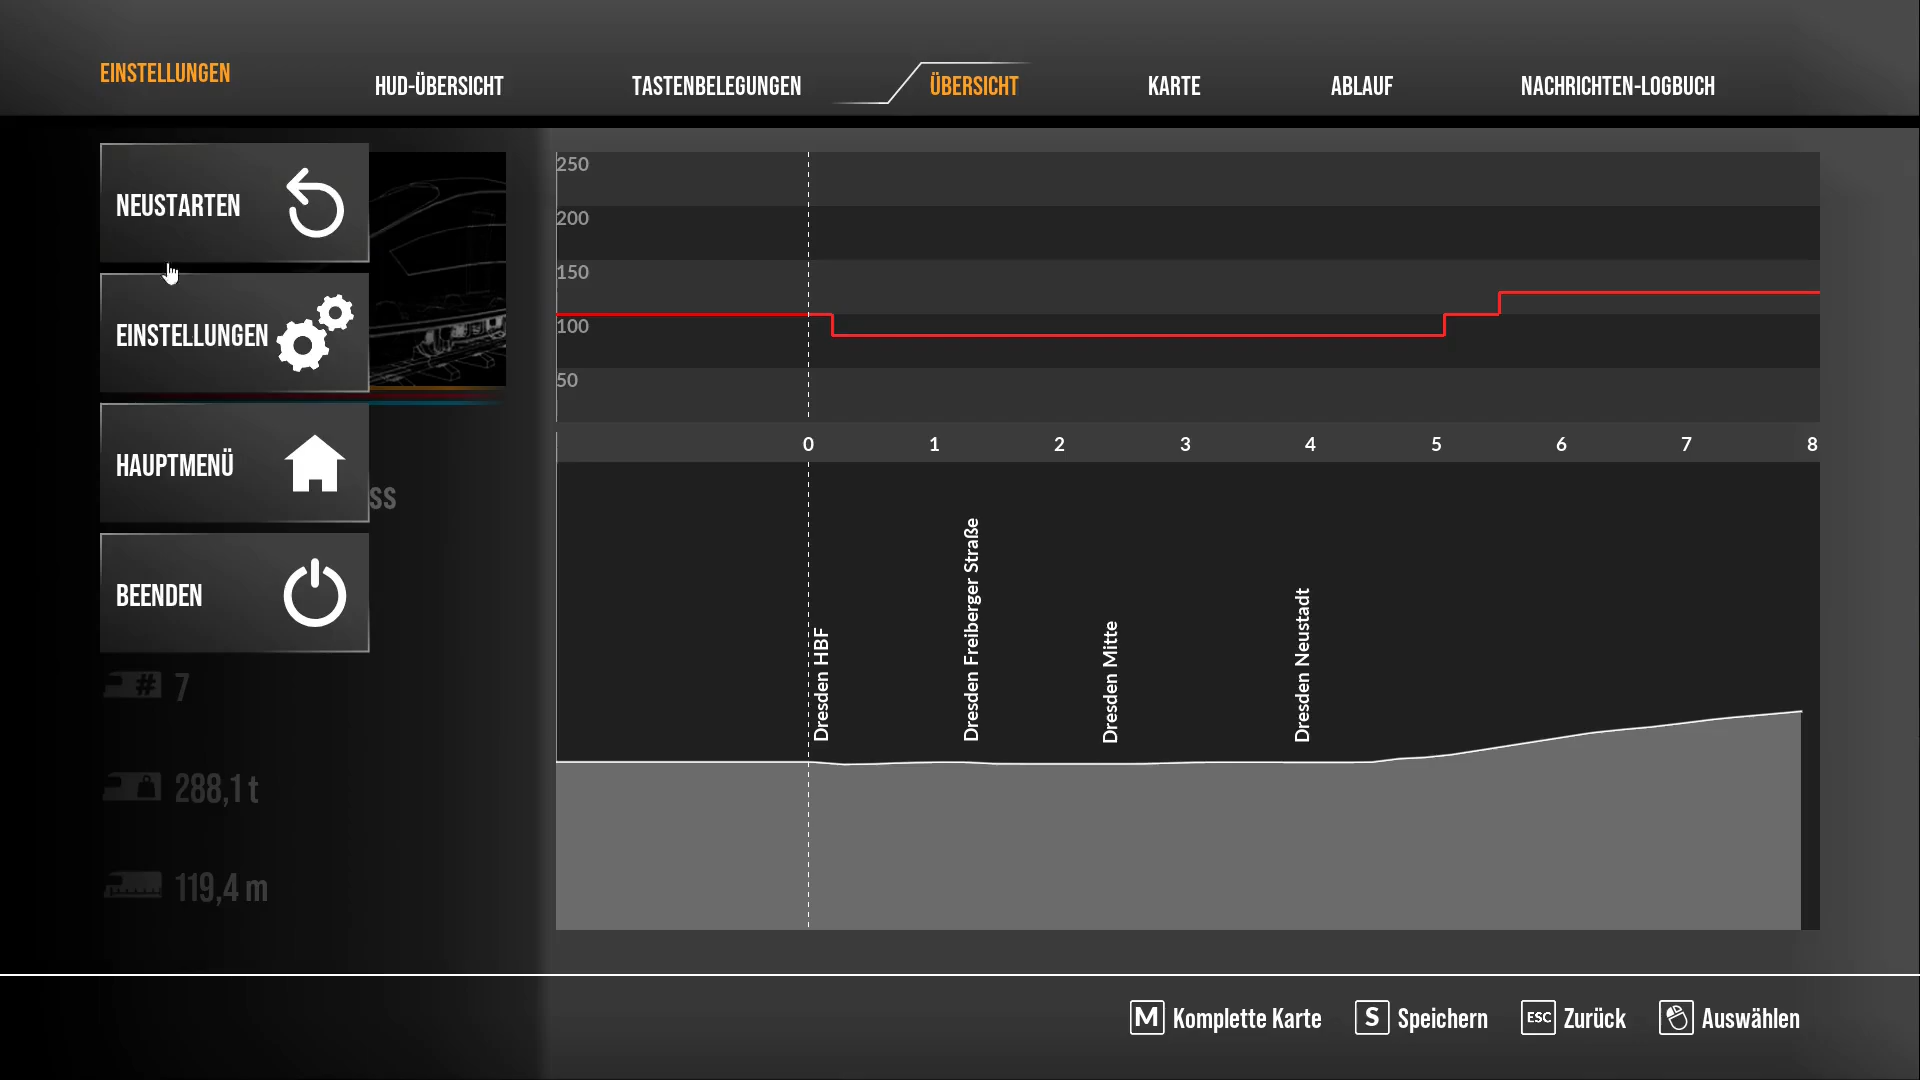 EINSTELLUNGEN
HUD-ÜBERSICHT
TASTENBELEGUNGEN
ÜBERSICHT
KARTE
ABLAUF
NACHRICHTEN-LOGBUCH
NEUSTARTEN
EINSTELLUNGEN
HAUPTMENÜ
BEENDEN
SS
# 7
288,1 t
119,4 m
250
200
150
100
50
0 1 2 3 4 5 6 7 8
Dresden HBF
Dresden Freiberger Straße
Dresden Mitte
Dresden Neustadt
M Komplette Karte
S Speichern
ESC Zurück
Auswählen